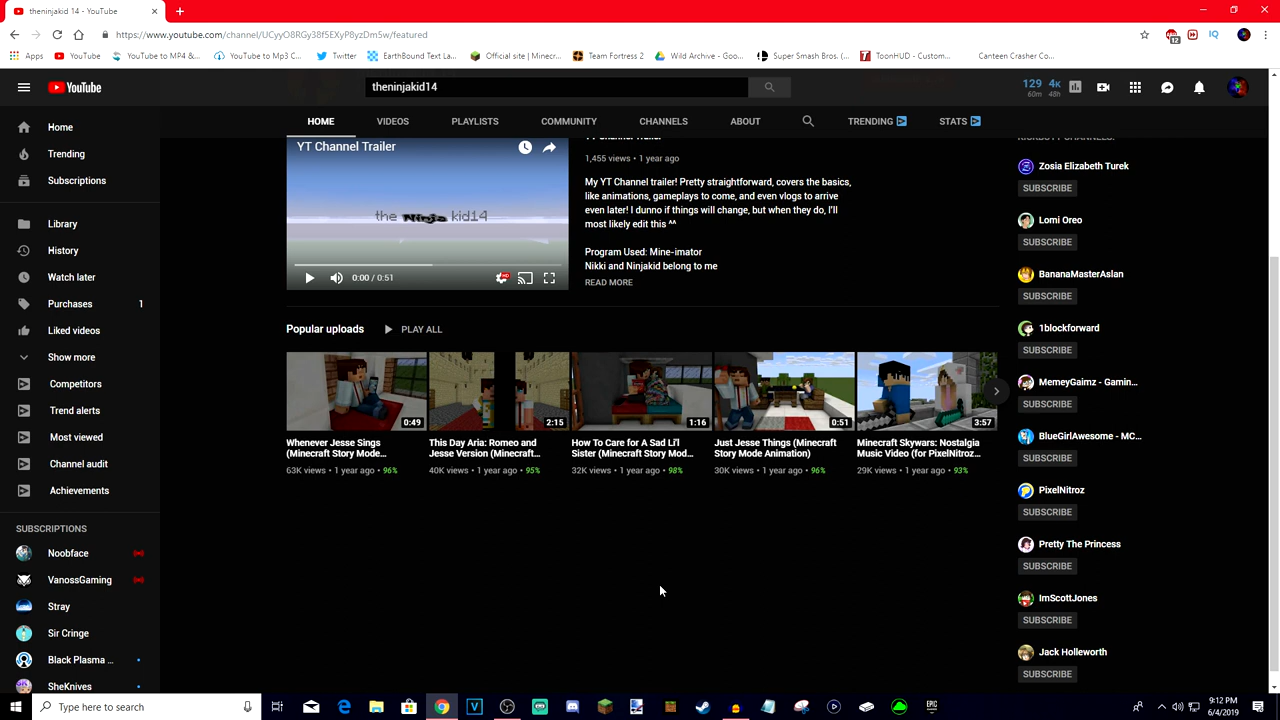 theninjakid 14 - YouTube
https://www.youtube.com/channel/UCyyO8RGy38f5EXyP8yzDm5w/featured
12
IQ
Apps
YouTube
YouTube to MP4 &...
YouTube to Mp3 C...
Twitter
EarthBound Text La...
Official site | Minecr...
Team Fortress 2
Wild Archive - Goo...
Super Smash Bros. (...
ToonHUD - Custom...
Canteen Crasher Co...
YouTube
theninjakid14
129 4K
60m 48h
HOME
VIDEOS
PLAYLISTS
COMMUNITY
CHANNELS
ABOUT
TRENDING
STATS
Home
Trending
Subscriptions
Library
History
Watch later
Purchases 1
Liked videos
Show more
Competitors
Trend alerts
Most viewed
Channel audit
Achievements
SUBSCRIPTIONS
Noobface
VanossGaming
Stray
Sir Cringe
Black Plasma ...
SheKnives
YT Channel Trailer
the Ninja kid14
0:00 / 0:51
HD
YT Channel Trailer
1,455 views • 1 year ago
My YT Channel trailer! Pretty straightforward, covers the basics,
like animations, gameplays to come, and even vlogs to arrive
even later! I dunno if things will change, but when they do, I'll
most likely edit this ^^
Program Used: Mine-imator
Nikki and Ninjakid belong to me
READ MORE
Popular uploads
PLAY ALL
0:49
Whenever Jesse Sings
(Minecraft Story Mode...
63K views • 1 year ago • 96%
2:15
This Day Aria: Romeo and
Jesse Version (Minecraft...
40K views • 1 year ago • 95%
1:16
How To Care for A Sad Li'l
Sister (Minecraft Story Mod...
32K views • 1 year ago • 98%
0:51
Just Jesse Things (Minecraft
Story Mode Animation)
30K views • 1 year ago • 96%
3:57
Minecraft Skywars: Nostalgia
Music Video (for PixelNitroz...
29K views • 1 year ago • 93%
Zosia Elizabeth Turek
SUBSCRIBE
Lomi Oreo
SUBSCRIBE
BananaMasterAslan
SUBSCRIBE
1blockforward
SUBSCRIBE
MemeyGaimz - Gamin...
SUBSCRIBE
BlueGirlAwesome - MC...
SUBSCRIBE
PixelNitroz
SUBSCRIBE
Pretty The Princess
SUBSCRIBE
ImScottJones
SUBSCRIBE
Jack Holleworth
SUBSCRIBE
Type here to search
EPIC
9:12 PM
6/4/2019